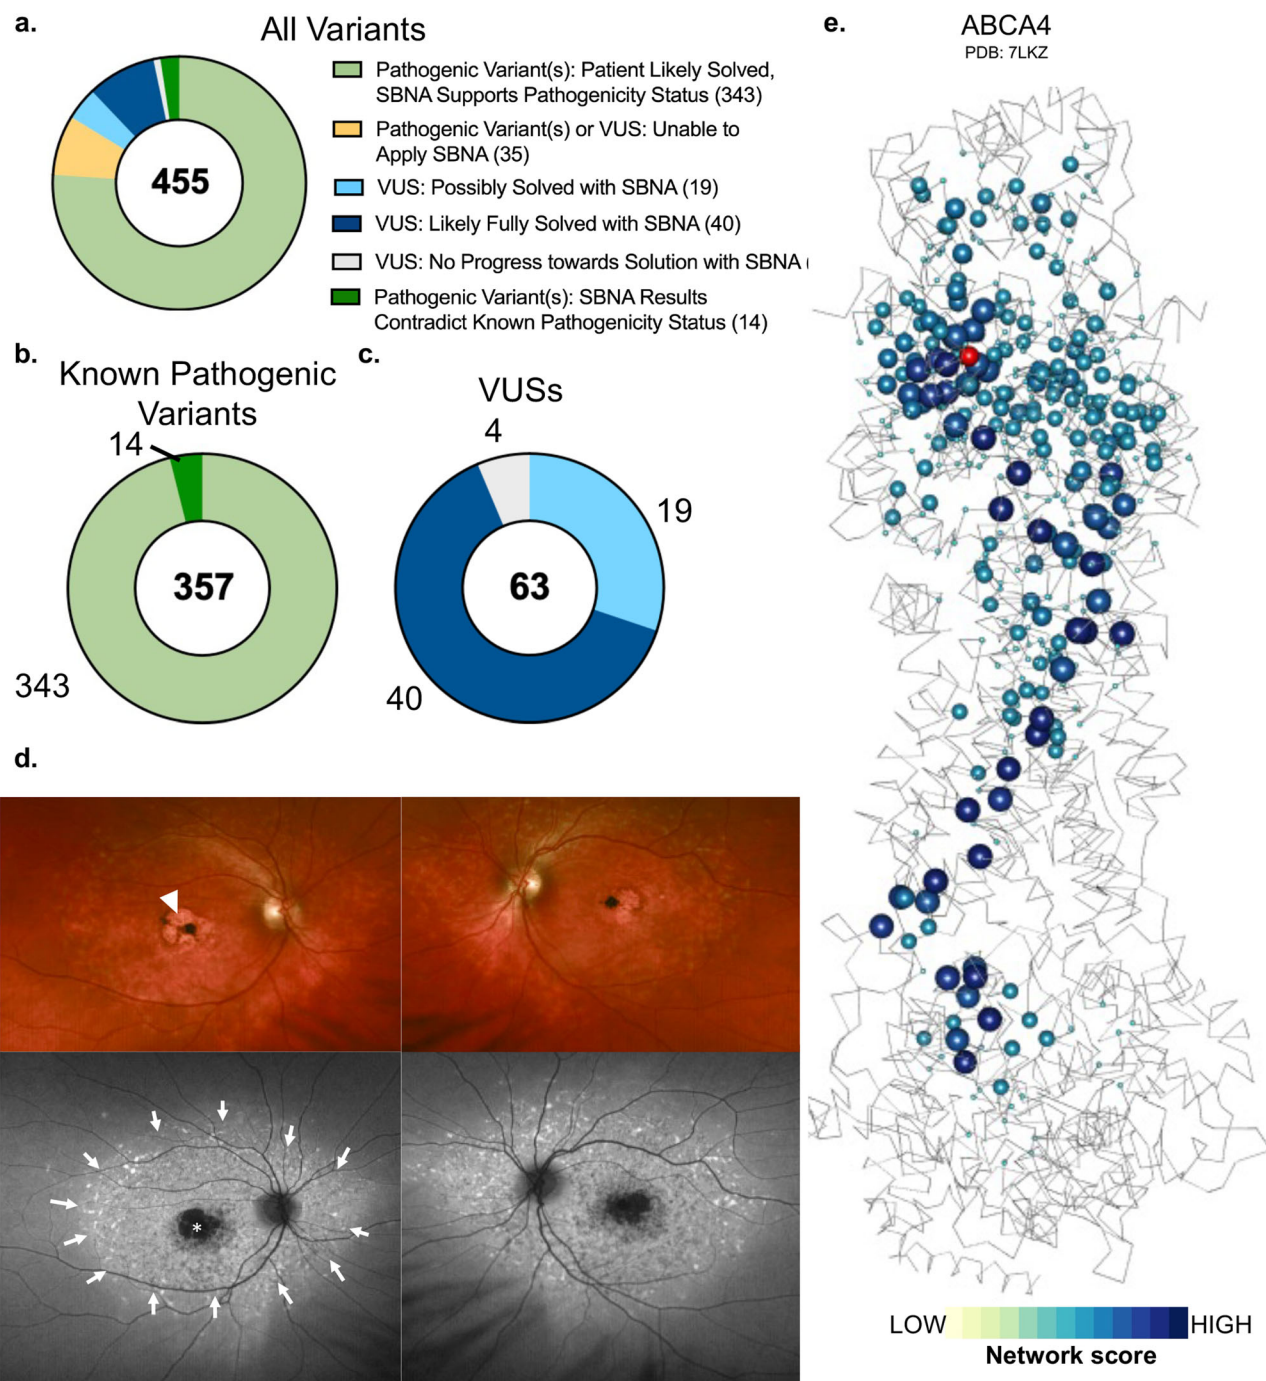 a.
All Variants
455
Pathogenic Variant(s): Patient Likely Solved,
SBNA Supports Pathogenicity Status (343)
Pathogenic Variant(s) or VUS: Unable to
Apply SBNA (35)
VUS: Possibly Solved with SBNA (19)
VUS: Likely Fully Solved with SBNA (40)
VUS: No Progress towards Solution with SBNA (
Pathogenic Variant(s): SBNA Results
Contradict Known Pathogenicity Status (14)
b.
Known Pathogenic
Variants
14
357
343
c.
VUSs
4
19
63
40
d.
*
e.
ABCA4
PDB: 7LKZ
LOW
HIGH
Network score